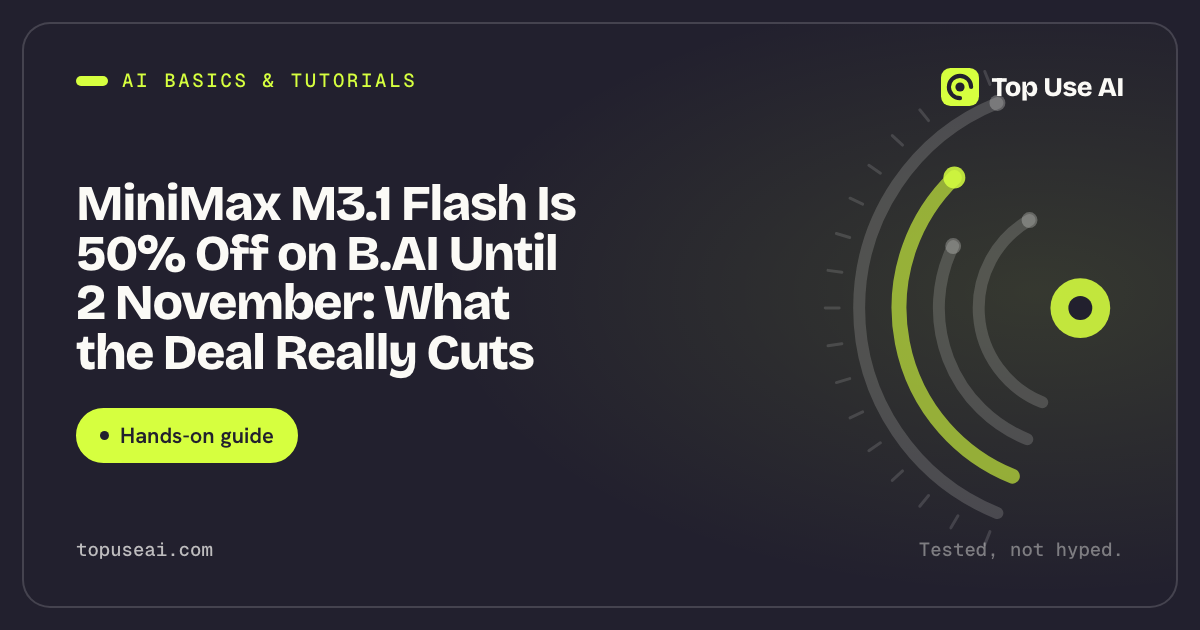 AI BASICS & TUTORIALS
Top Use AI
MiniMax M3.1 Flash Is
50% Off on B.AI Until
2 November: What
the Deal Really Cuts
Hands-on guide
topuseai.com
Tested, not hyped.